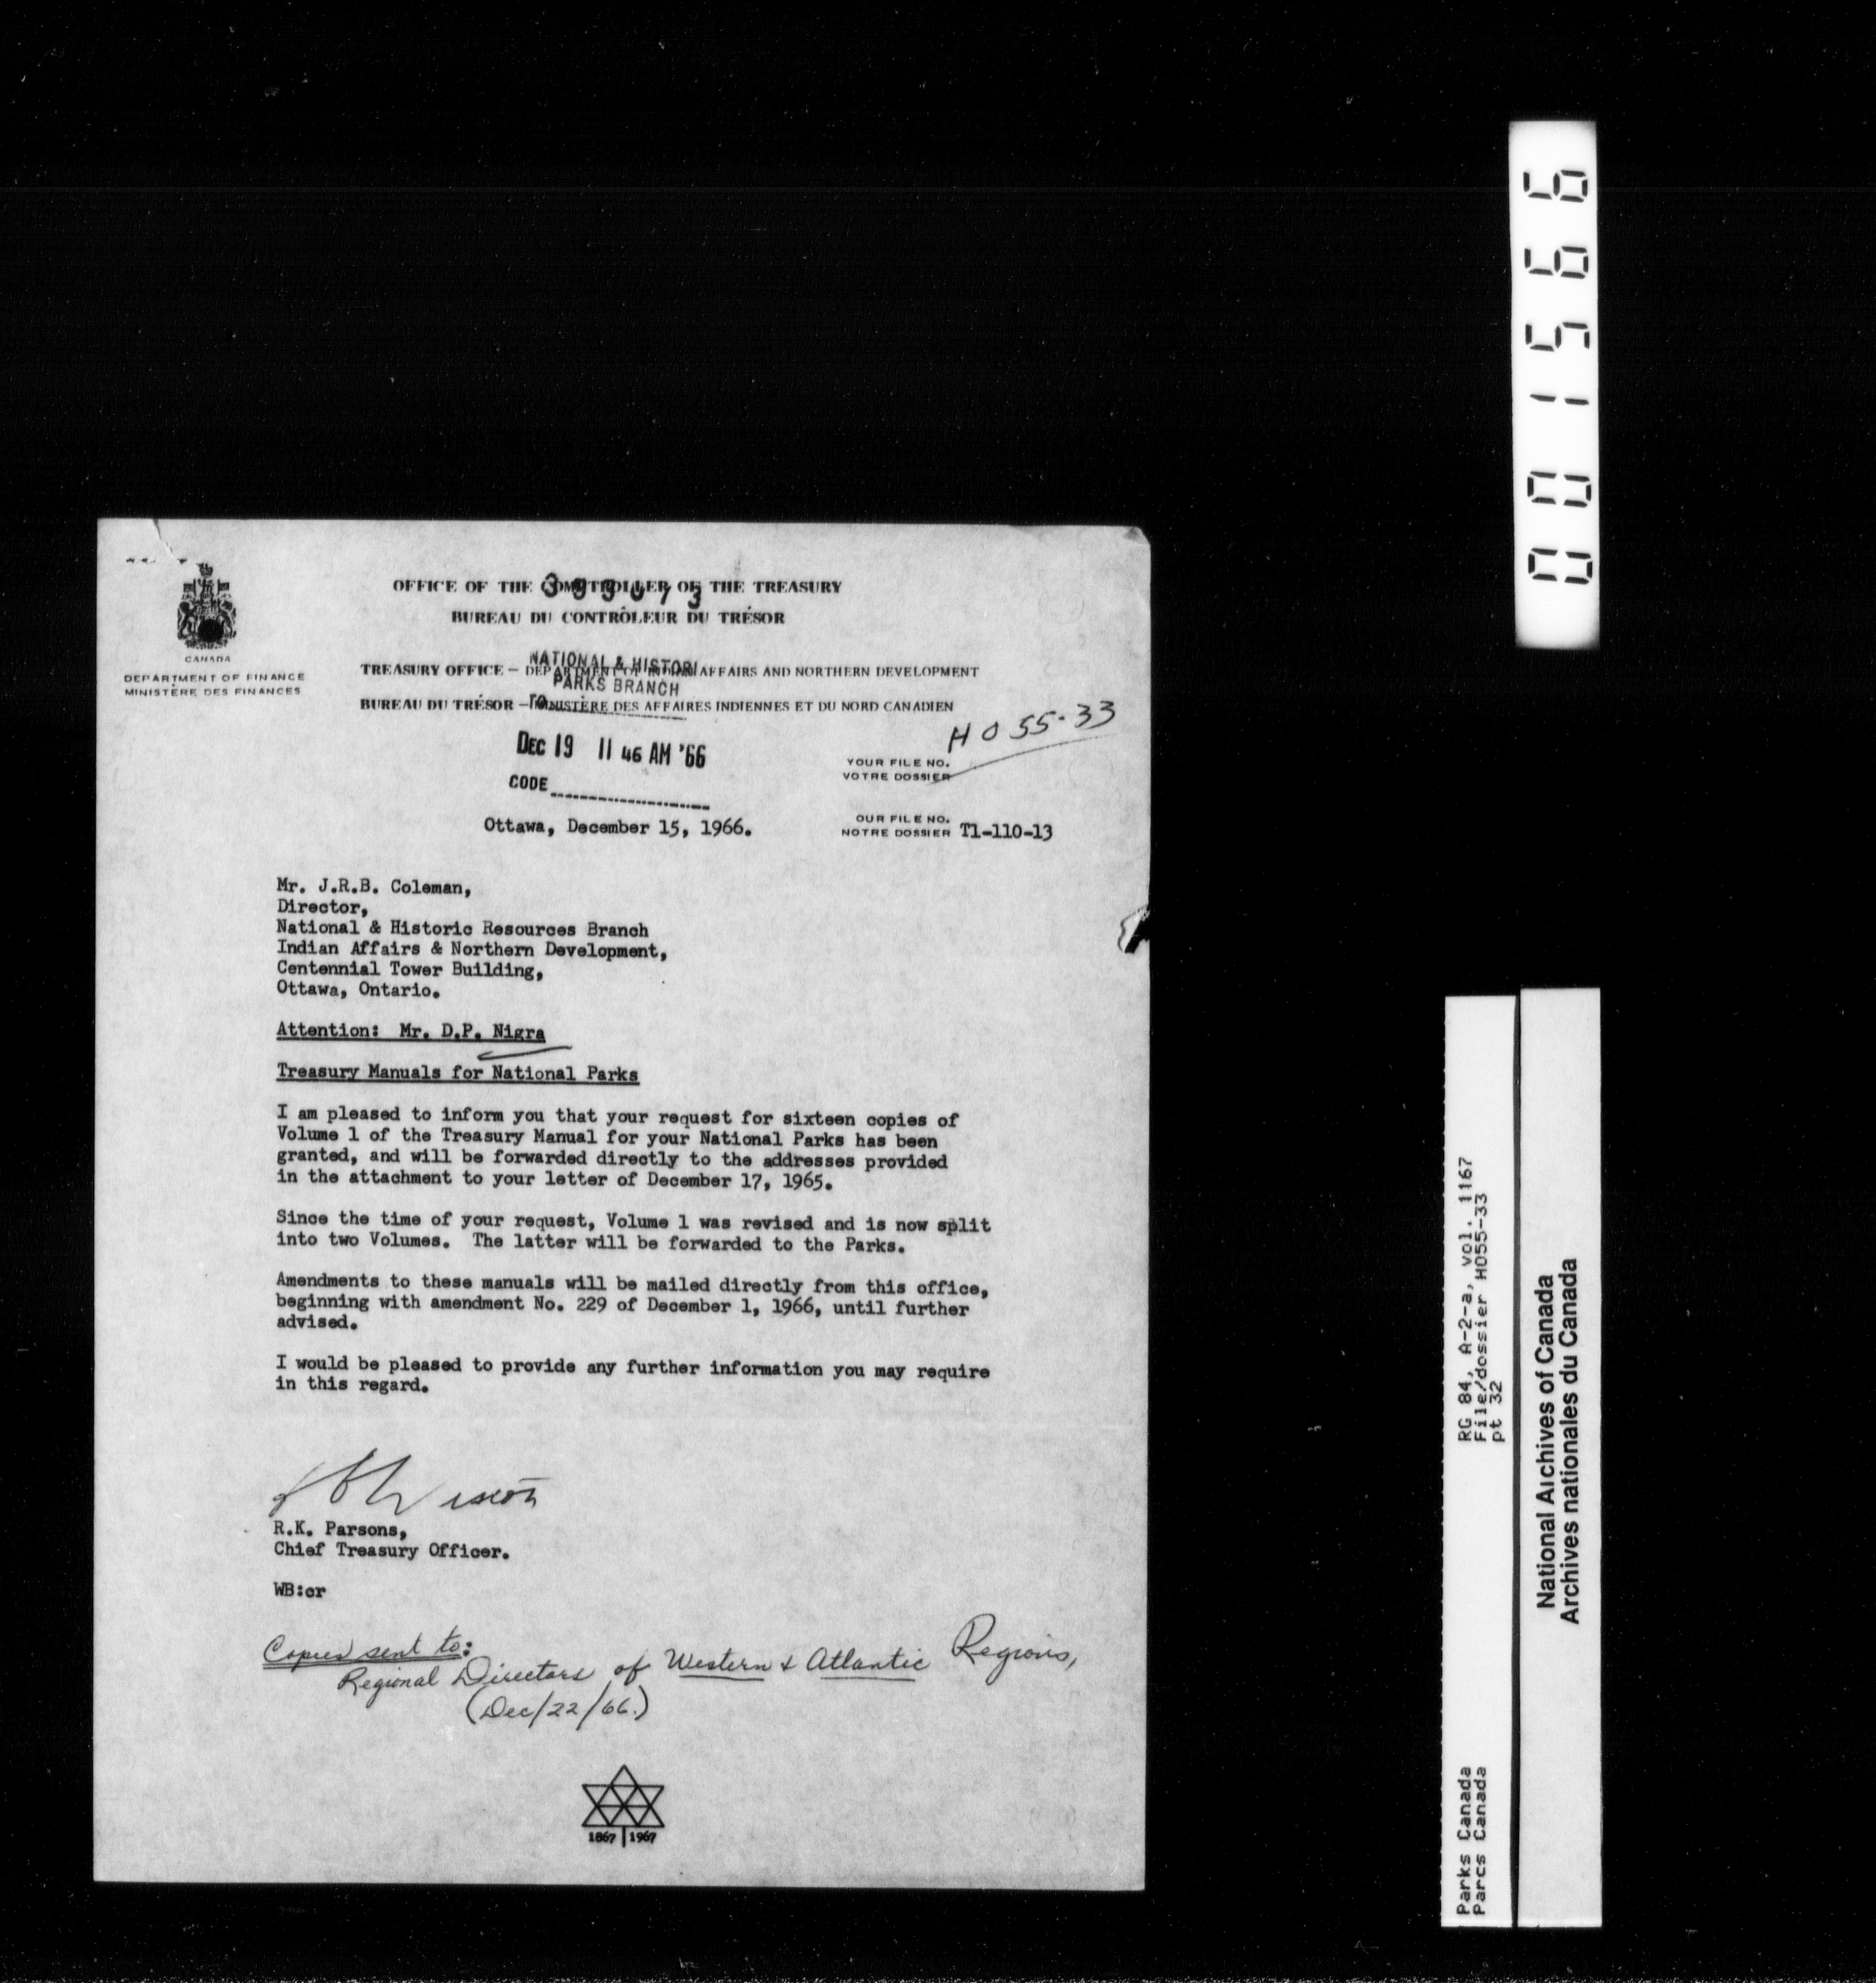 OFFICE OF THE COMPTROLLER OF THE TREASURY
BUREAU DU CONTRÔLEUR DU TRÉSOR
CANADA
DEPARTMENT OF FINANCE
MINISTÈRE DES FINANCES
NATIONAL & HISTORI
PARKS BRANCH
TREASURY OFFICE — DEPARTMENT OF INDIAN AFFAIRS AND NORTHERN DEVELOPMENT
BUREAU DU TRÉSOR — MINISTÈRE DES AFFAIRES INDIENNES ET DU NORD CANADIEN
TO
DEC 19 11 46 AM '66
CODE
H O 55-33
YOUR FILE NO.
VOTRE DOSSIER
OUR FILE NO.
NOTRE DOSSIER T1-110-13
Ottawa, December 15, 1966.
Mr. J.R.B. Coleman,
Director,
National & Historic Resources Branch
Indian Affairs & Northern Development,
Centennial Tower Building,
Ottawa, Ontario.
Attention: Mr. D.P. Nigra
Treasury Manuals for National Parks
I am pleased to inform you that your request for sixteen copies of
Volume 1 of the Treasury Manual for your National Parks has been
granted, and will be forwarded directly to the addresses provided
in the attachment to your letter of December 17, 1965.
Since the time of your request, Volume 1 was revised and is now split
into two Volumes. The latter will be forwarded to the Parks.
Amendments to these manuals will be mailed directly from this office,
beginning with amendment No. 229 of December 1, 1966, until further
advised.
I would be pleased to provide any further information you may require
in this regard.
R.K. Parsons,
Chief Treasury Officer.
WB:cr
Copies sent to:
Regional Directors of Western & Atlantic Regions,
(Dec/22/66.)
1867 | 1967
001566
RG 84, A-2-a, vol. 1167
File/dossier H055-33
pt 32
Parks Canada
Parcs Canada
National Archives of Canada
Archives nationales du Canada